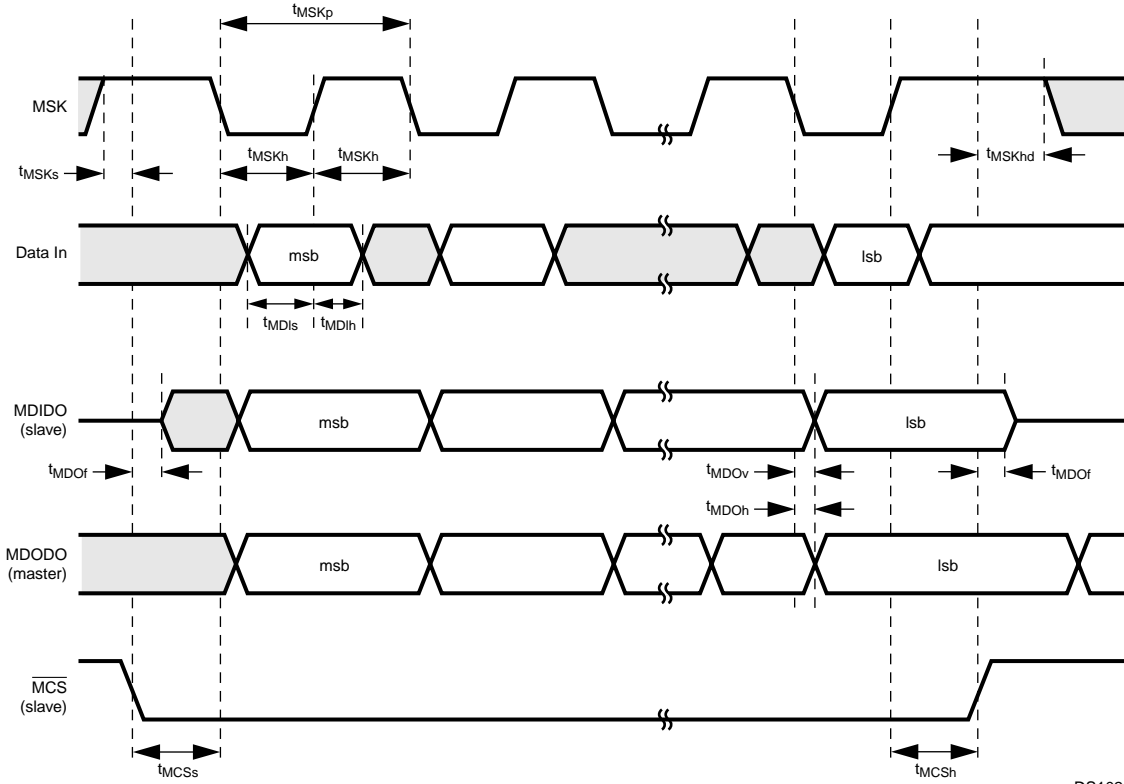 tMSKp
MSK
tMSKs
tMSKh
tMSKh
tMSKhd
Data In
msb
lsb
tMDIs
tMDIh
MDIDO
(slave)
msb
lsb
tMDOf
tMDOv
tMDOf
tMDOh
MDODO
(master)
msb
lsb
MCS
(slave)
tMCSs
tMCSh